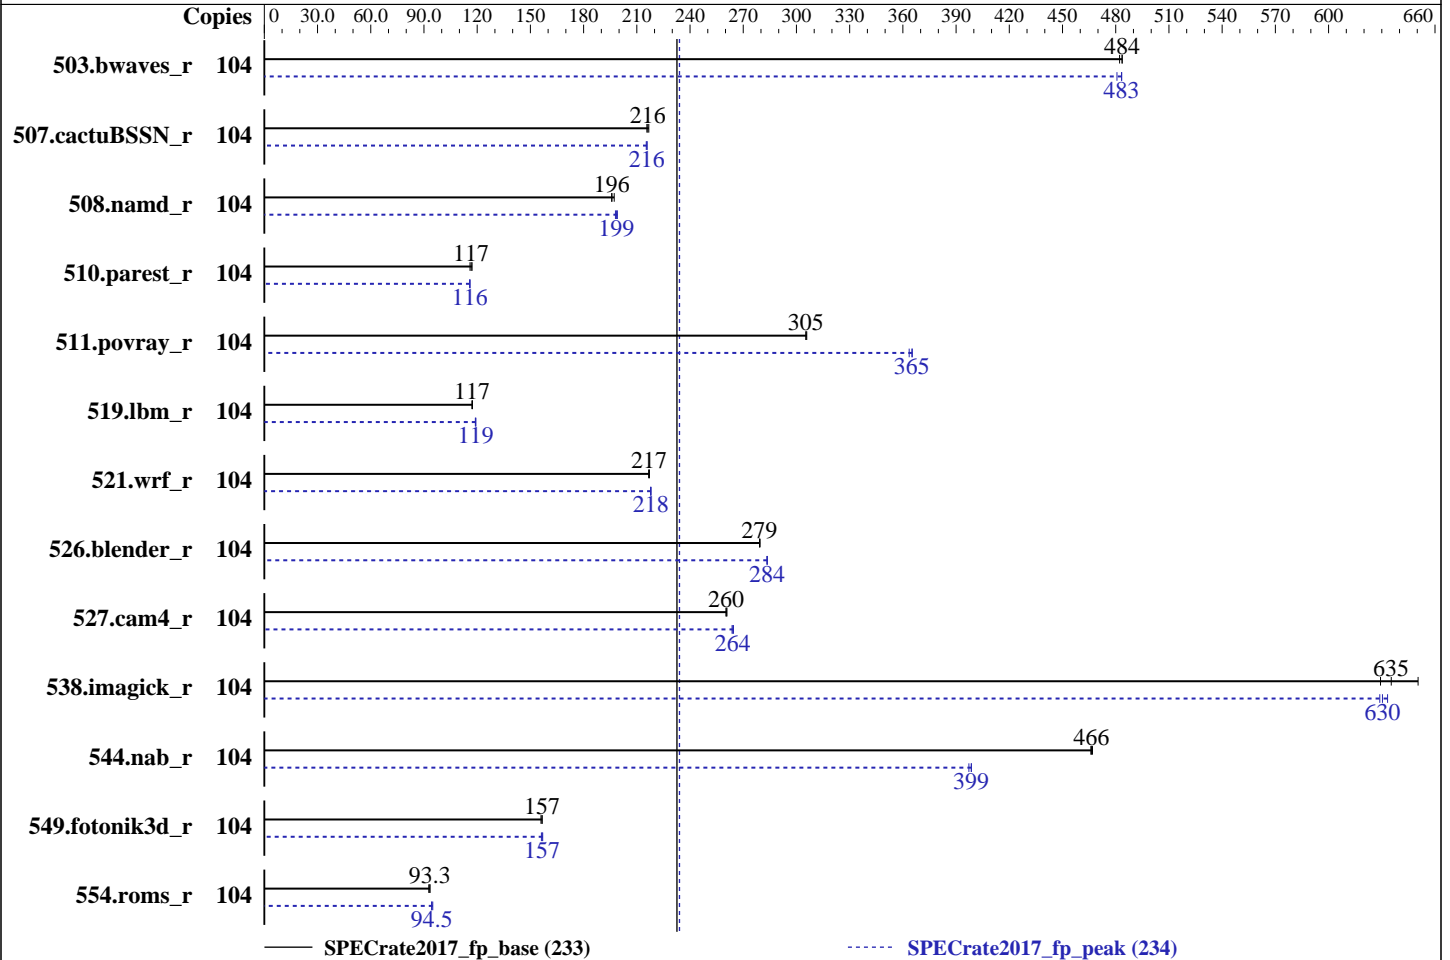 Copies 0 30.0 60.0 90.0 120 150 180 210 240 270 300 330 360 390 420 450 480 510 540 570 600 660
484
503.bwaves_r 104
483
216
507.cactuBSSN_r 104
216
196
508.namd_r 104
199
117
510.parest_r 104
116
305
511.povray_r 104
365
117
519.lbm_r 104
119
217
521.wrf_r 104
218
279
526.blender_r 104
284
260
527.cam4_r 104
264
635
538.imagick_r 104
630
466
544.nab_r 104
399
157
549.fotonik3d_r 104
157
93.3
554.roms_r 104
94.5
SPECrate2017_fp_base (233) SPECrate2017_fp_peak (234)